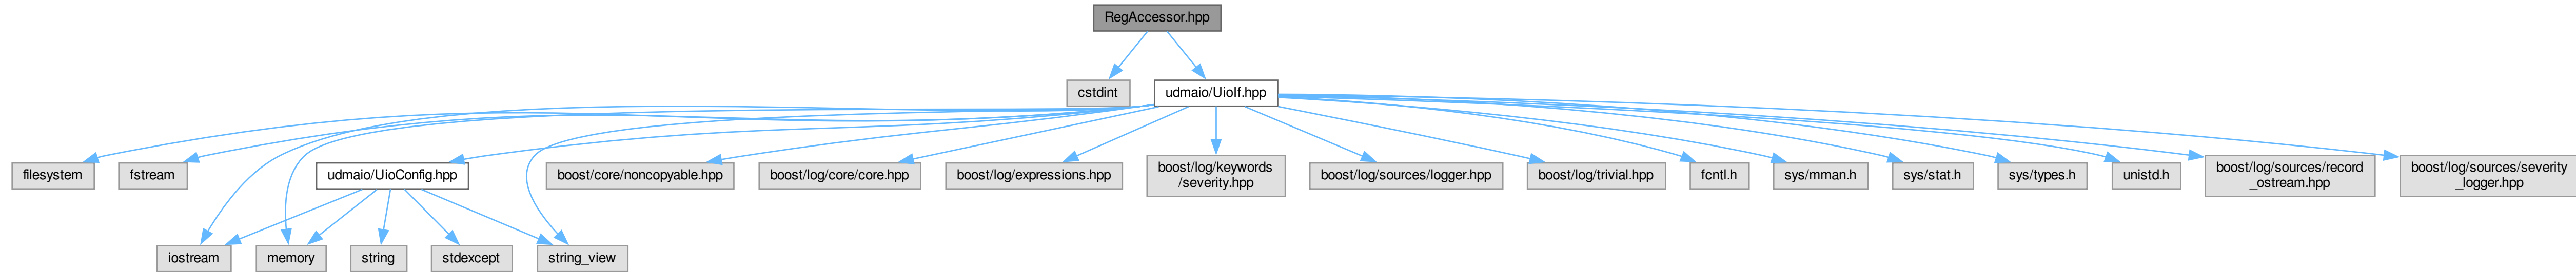 RegAccessor.hpp
cstdint
udmaio/UioIf.hpp
filesystem
fstream
udmaio/UioConfig.hpp
boost/core/noncopyable.hpp
boost/log/core/core.hpp
boost/log/expressions.hpp
boost/log/keywords
/severity.hpp
boost/log/sources/logger.hpp
boost/log/trivial.hpp
fcntl.h
sys/mman.h
sys/stat.h
sys/types.h
unistd.h
boost/log/sources/record
_ostream.hpp
boost/log/sources/severity
_logger.hpp
iostream
memory
string
stdexcept
string_view